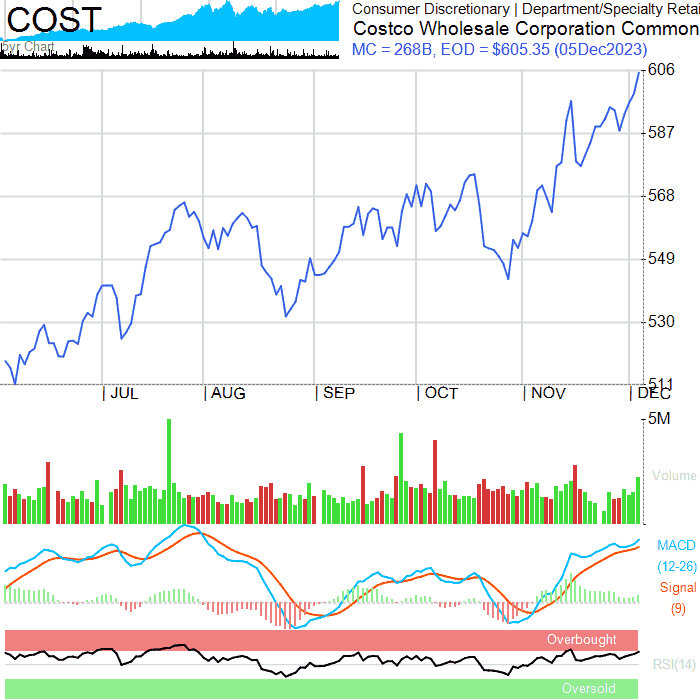 COST
Consumer Discretionary | Department/Specialty Retai
Costco Wholesale Corporation Common
MC = 268B, EOD = $605.35 (05Dec2023)
Chart
606
587
568
549
530
511
| JUL | AUG | SEP | OCT | NOV | DEC
5M
Volume
MACD
(12-26)
Signal
(9)
Overbought
RSI(14)
Oversold